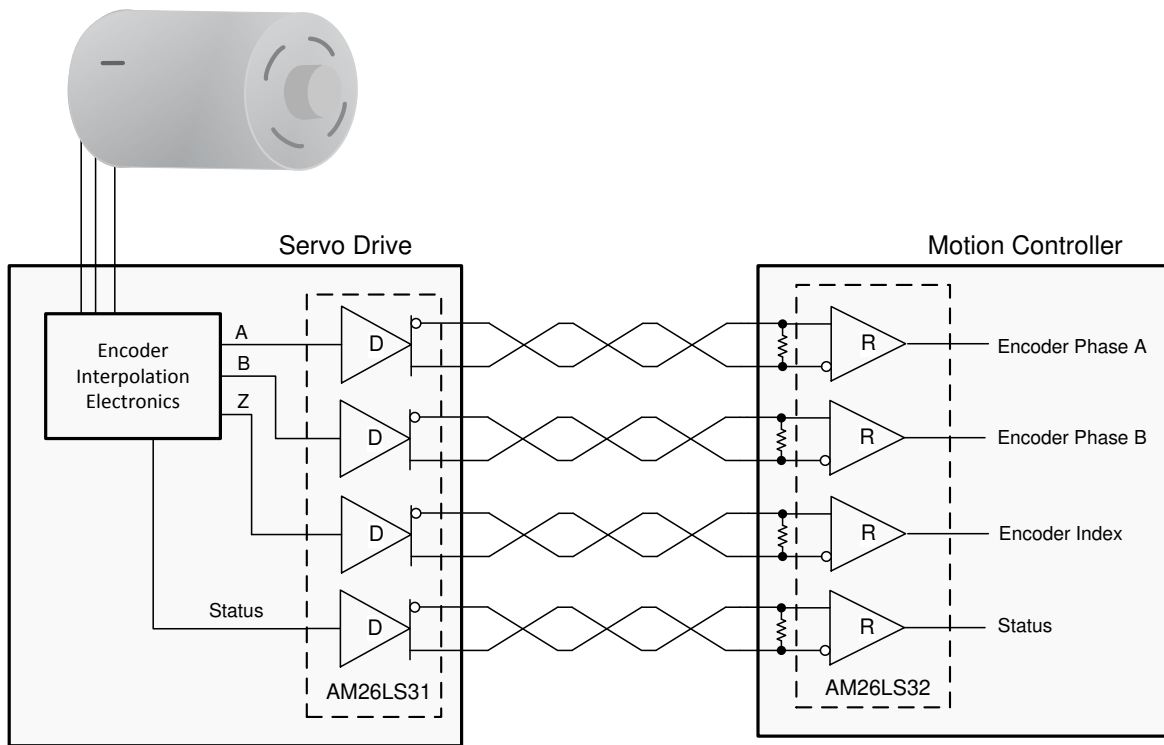 Servo Drive
Motion Controller
Encoder
Interpolation
Electronics
A
B
Z
Status
D
D
D
D
AM26LS31
R
R
R
R
AM26LS32
Encoder Phase A
Encoder Phase B
Encoder Index
Status